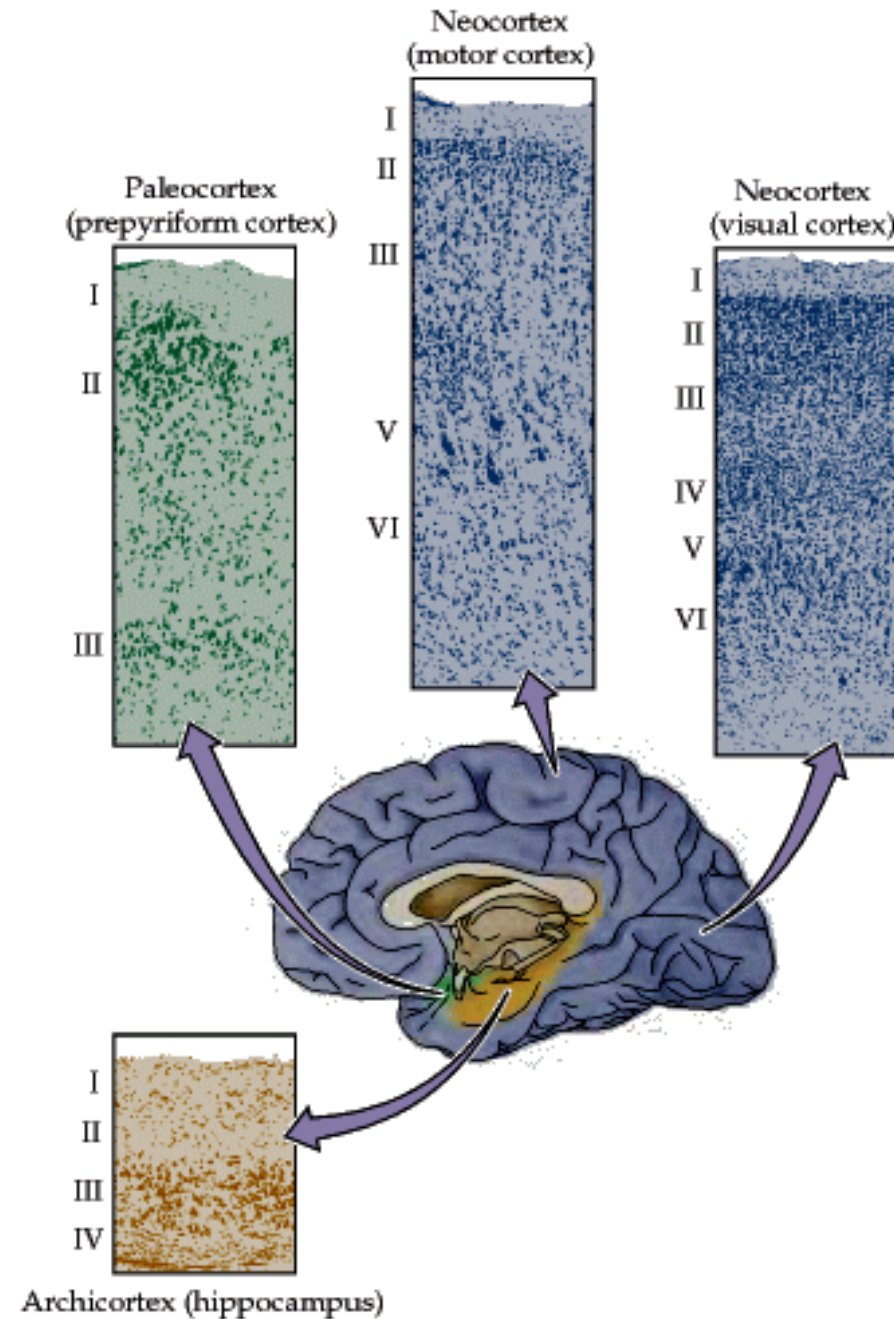 Neocortex
(motor cortex)
I
II
III
V
VI
Paleocortex
(prepyriform cortex)
I
II
III
Neocortex
(visual cortex)
I
II
III
IV
V
VI
I
II
III
IV
Archicortex (hippocampus)